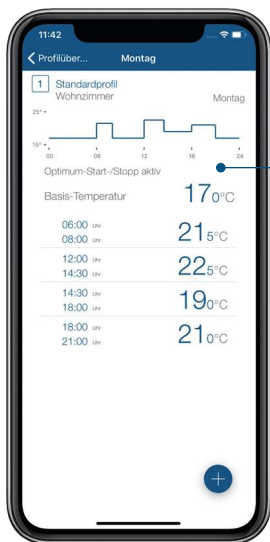 11:42
Profilüber... Montag
1 Standardprofil
Wohnzimmer Montag
25°
15°
00 06 12 18 24
Optimum-Start-/Stopp aktiv
Basis-Temperatur 17 0°C
06:00 Uhr
08:00 Uhr
21 5°C
12:00 Uhr
14:30 Uhr
22 5°C
14:30 Uhr
18:00 Uhr
19 0°C
18:00 Uhr
21:00 Uhr
21 0°C
+